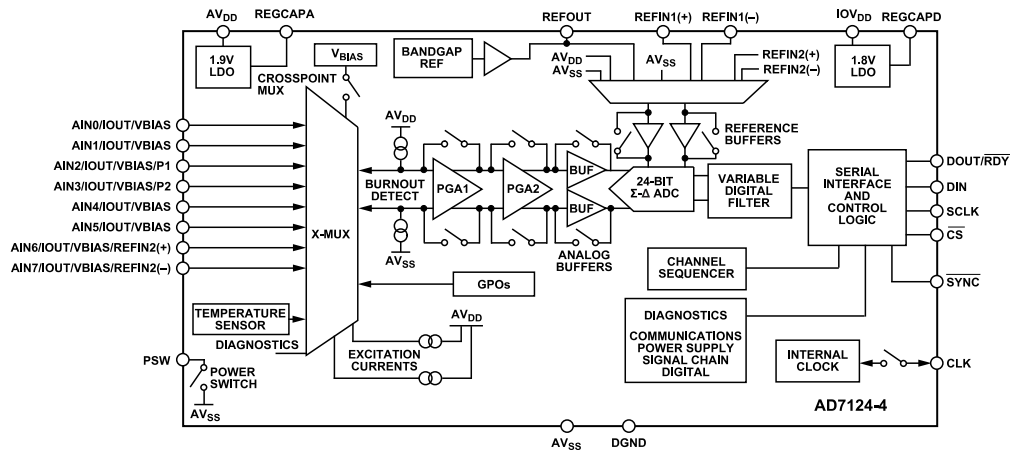 AVDD
REGCAPA
REFOUT
REFIN1(+)
REFIN1(–)
IOVDD
REGCAPD
1.9V
LDO
VBIAS
CROSSPOINT
MUX
BANDGAP
REF
AVDD
AVSS
AVSS
REFIN2(+)
REFIN2(–)
1.8V
LDO
REFERENCE
BUFFERS
AIN0/IOUT/VBIAS
AIN1/IOUT/VBIAS
AIN2/IOUT/VBIAS/P1
AIN3/IOUT/VBIAS/P2
AIN4/IOUT/VBIAS
AIN5/IOUT/VBIAS
AIN6/IOUT/VBIAS/REFIN2(+)
AIN7/IOUT/VBIAS/REFIN2(–)
X-MUX
AVDD
BURNOUT
DETECT
AVSS
PGA1
PGA2
BUF
BUF
ANALOG
BUFFERS
24-BIT
Σ-Δ ADC
VARIABLE
DIGITAL
FILTER
SERIAL
INTERFACE
AND
CONTROL
LOGIC
DOUT/RDY
DIN
SCLK
CS
SYNC
CHANNEL
SEQUENCER
GPOs
TEMPERATURE
SENSOR
DIAGNOSTICS
AVDD
EXCITATION
CURRENTS
DIAGNOSTICS
COMMUNICATIONS
POWER SUPPLY
SIGNAL CHAIN
DIGITAL
INTERNAL
CLOCK
CLK
PSW
POWER
SWITCH
AVSS
AD7124-4
AVSS
DGND